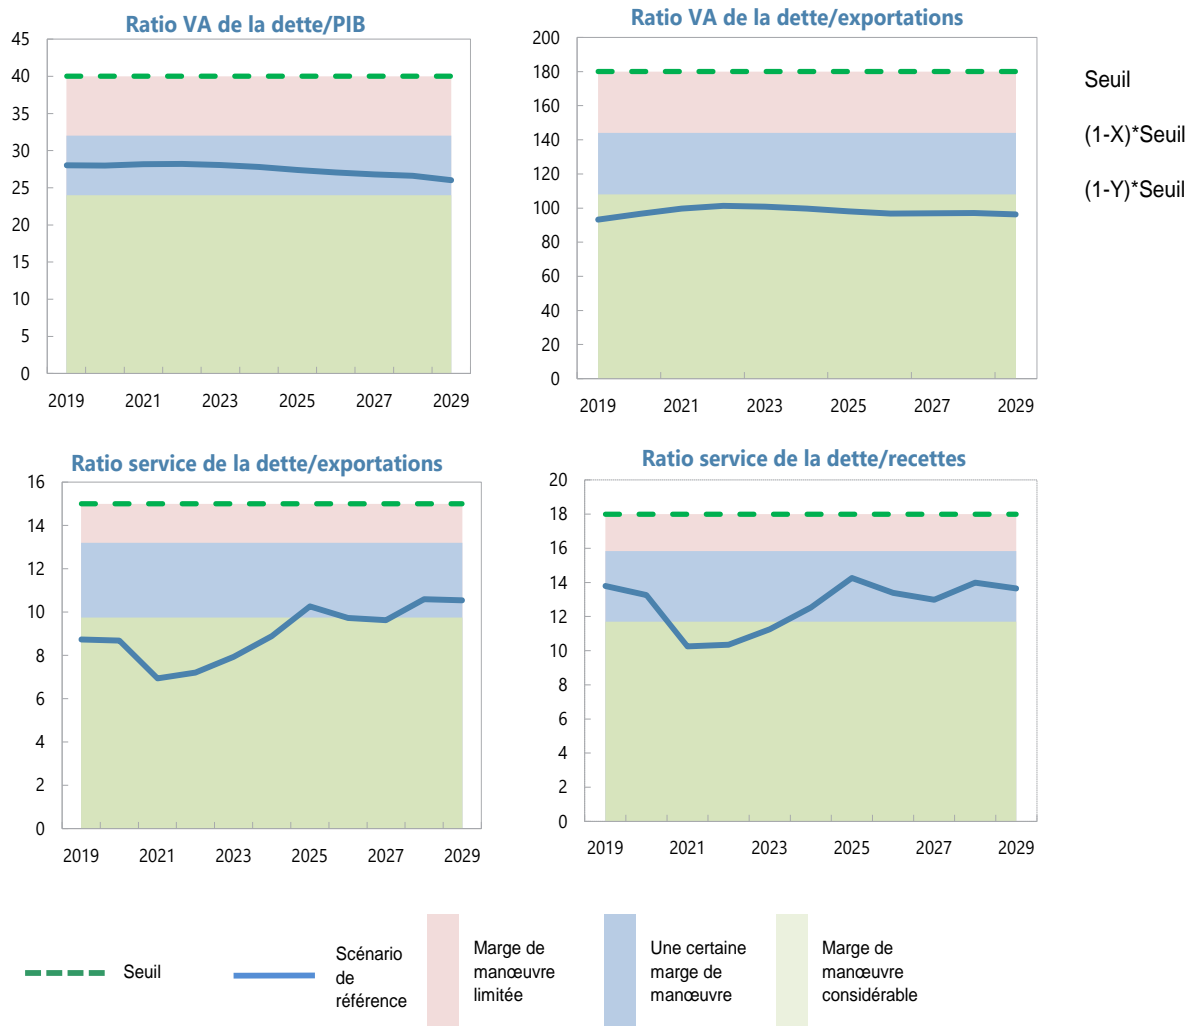 Ratio VA de la dette/PIB
45
40
35
30
25
20
15
10
5
0
2019 2021 2023 2025 2027 2029
Ratio VA de la dette/exportations
200
180
160
140
120
100
80
60
40
20
0
2019 2021 2023 2025 2027 2029
Seuil
(1-X)*Seuil
(1-Y)*Seuil
Ratio service de la dette/exportations
16
14
12
10
8
6
4
2
0
2019 2021 2023 2025 2027 2029
Ratio service de la dette/recettes
20
18
16
14
12
10
8
6
4
2
0
2019 2021 2023 2025 2027 2029
Seuil
Scénario
de
référence
Marge de
manœuvre
limitée
Une certaine
marge de
manœuvre
Marge de
manœuvre
considérable